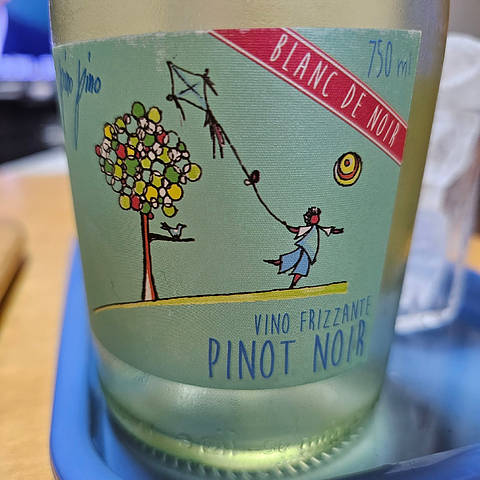 BLANC DE NOIR
750 ml
VINO FRIZZANTE
PINOT NOIR